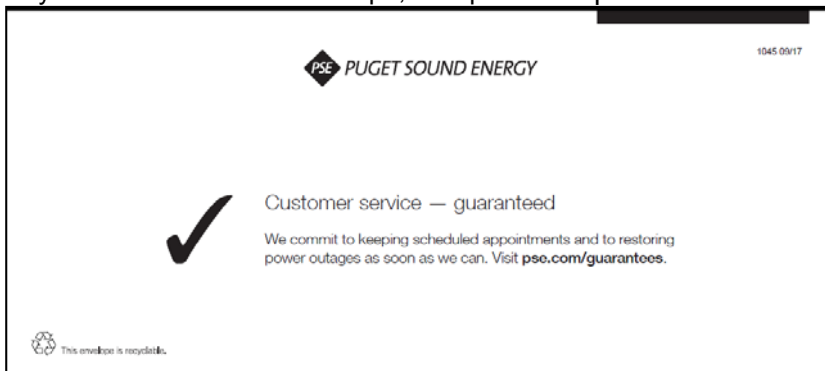 1045 09/17
PSE PUGET SOUND ENERGY
Customer service — guaranteed
We commit to keeping scheduled appointments and to restoring
power outages as soon as we can. Visit pse.com/guarantees.
This envelope is recyclable.